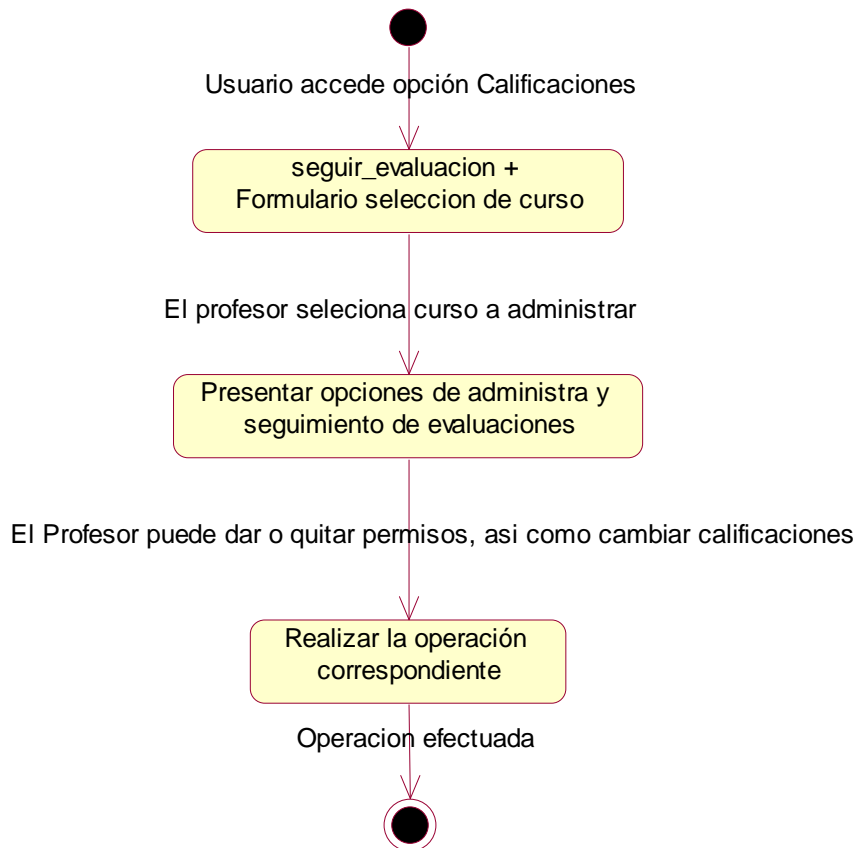 Usuario accede opción Calificaciones
seguir_evaluacion +
Formulario seleccion de curso
El profesor seleciona curso a administrar
Presentar opciones de administra y
seguimiento de evaluaciones
El Profesor puede dar o quitar permisos, asi como cambiar calificaciones
Realizar la operación
correspondiente
Operacion efectuada